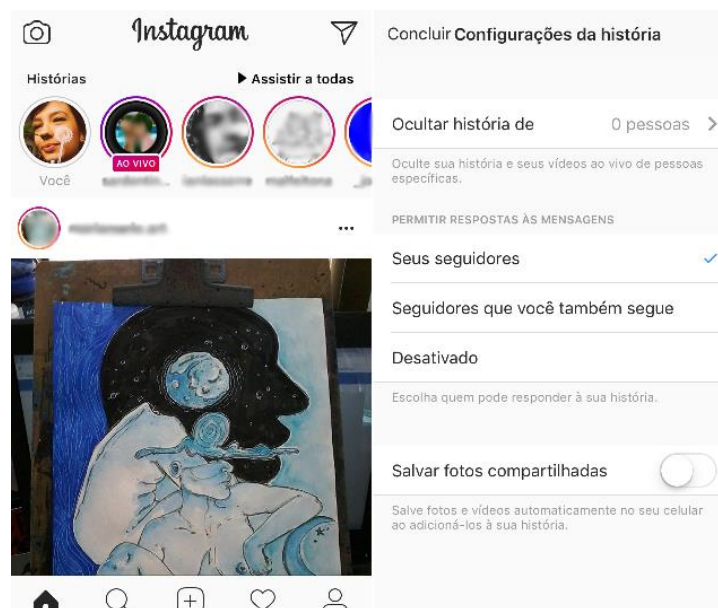 Instagram
Histórias
Assistir a todas
AO VIVO
Você
Concluir Configurações da história
Ocultar história de 0 pessoas
Oculte sua história e seus vídeos ao vivo de pessoas
específicas.
PERMITIR RESPOSTAS ÀS MENSAGENS
Seus seguidores
Seguidores que você também segue
Desativado
Escolha quem pode responder à sua história.
Salvar fotos compartilhadas
Salve fotos e vídeos automaticamente no seu celular
ao adicioná-los à sua história.